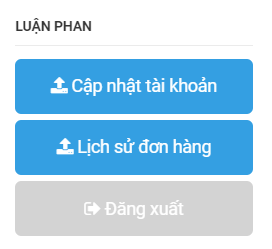 LUẬN PHAN
Cập nhật tài khoản
Lịch sử đơn hàng
Đăng xuất